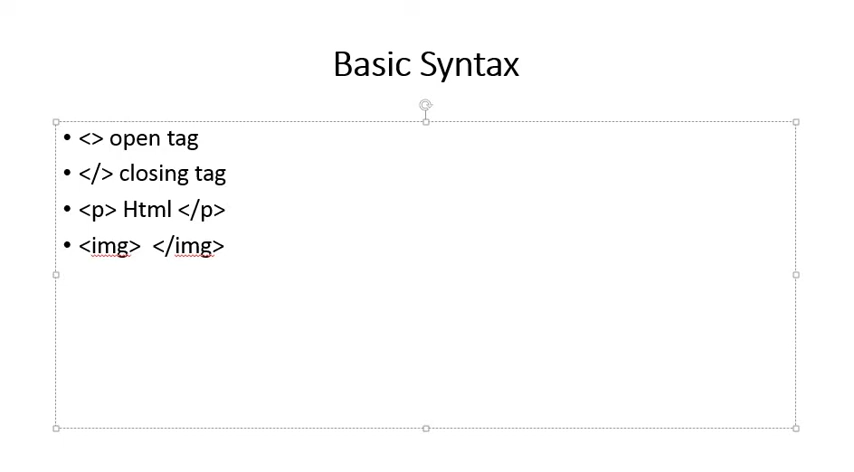 Basic Syntax
• <> open tag
• </> closing tag
• <p> Html </p>
• <img>  </img>